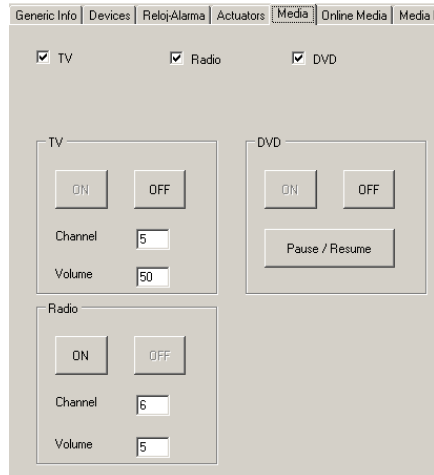 Generic Info Devices Reloj-Alarma Actuators Media Online Media Media
TV Radio DVD
TV
ON OFF
Channel 5
Volume 50
DVD
ON OFF
Pause / Resume
Radio
ON OFF
Channel 6
Volume 5